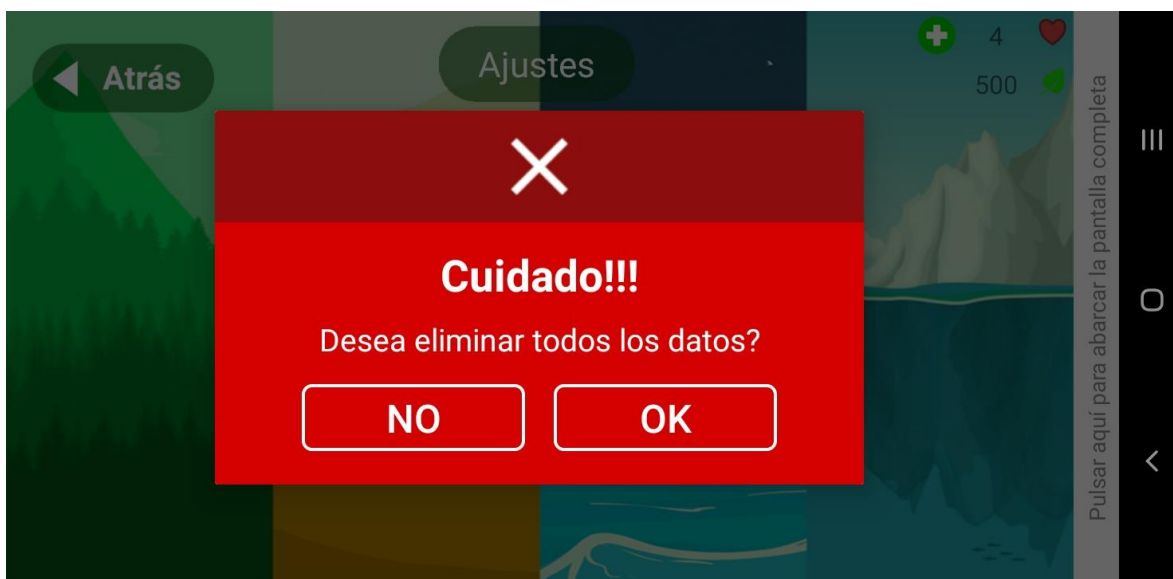 Atrás
Ajustes
4
500
Cuidado!!!
Desea eliminar todos los datos?
NO
OK
Pulsar aquí para abarcar la pantalla completa